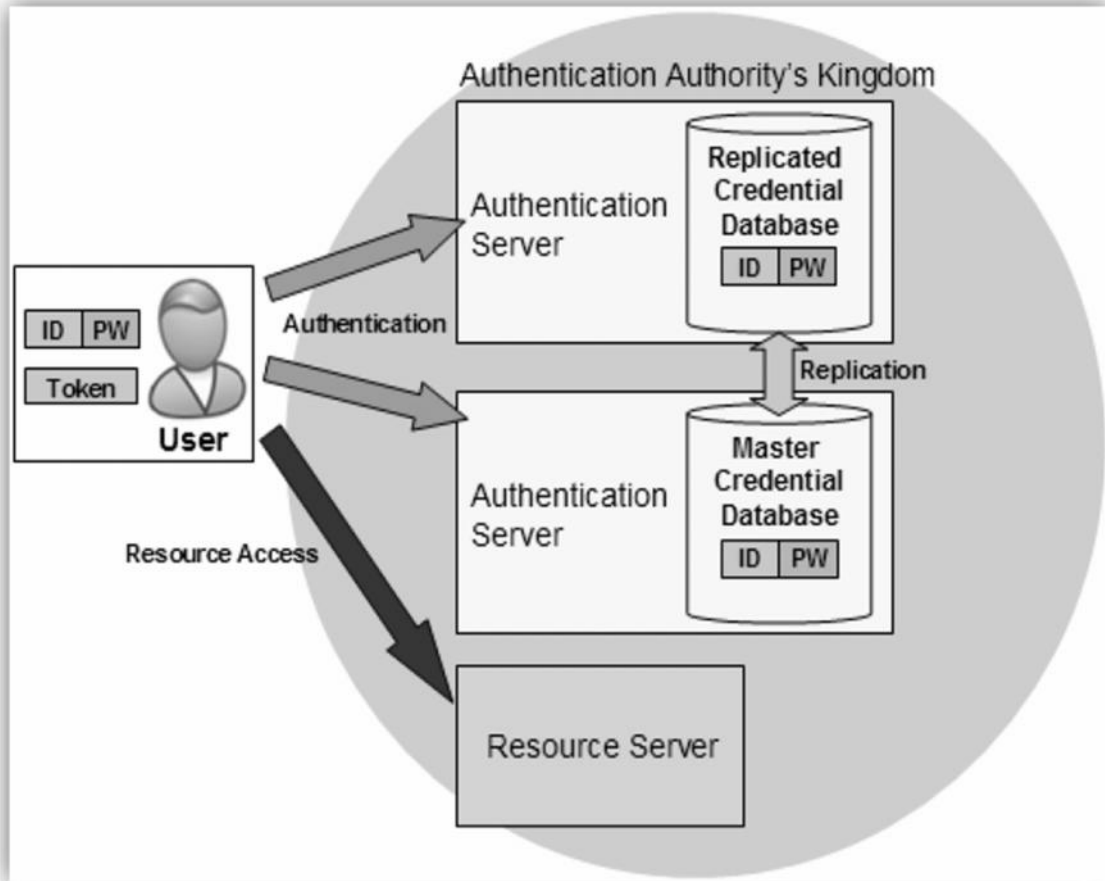 Authentication Authority's Kingdom
Authentication
Server
Replicated
Credential
Database
ID PW
ID PW
Token
User
Authentication
Replication
Authentication
Server
Master
Credential
Database
ID PW
Resource Access
Resource Server